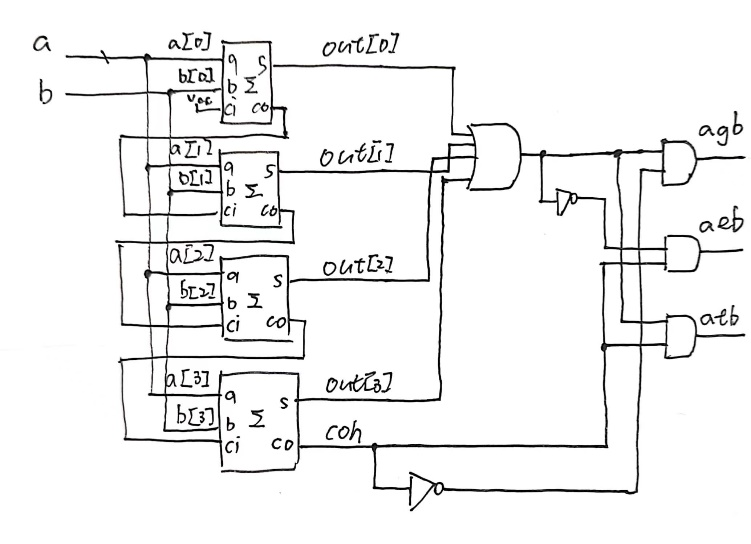 a
b
a[0]
b[0]
Vcc
a
b
ci
Σ
s
co
out[0]
a[1]
b[1]
a
b
ci
Σ
s
co
out[1]
a[2]
b[2]
a
b
ci
Σ
s
co
out[2]
a[3]
b[3]
a
b
ci
Σ
s
co
out[3]
coh
agb
aeb
atb